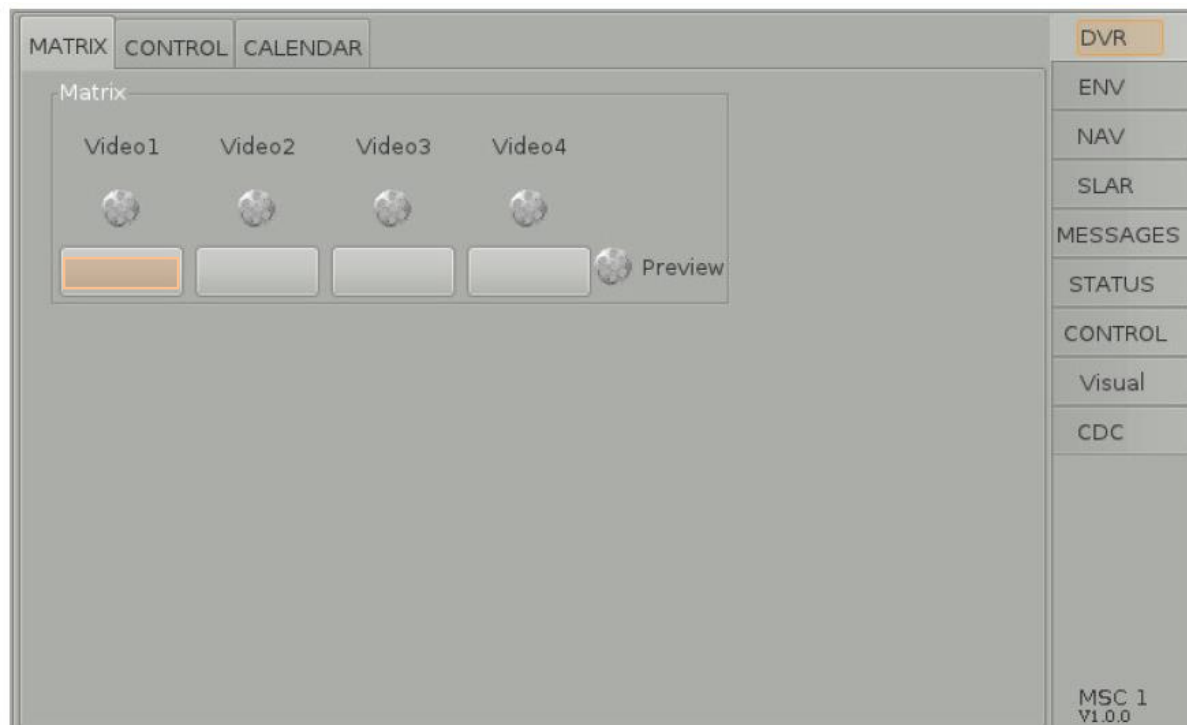 MATRIX CONTROL CALENDAR
Matrix
Video1 Video2 Video3 Video4
Preview
DVR
ENV
NAV
SLAR
MESSAGES
STATUS
CONTROL
Visual
CDC
MSC 1
V1.0.0